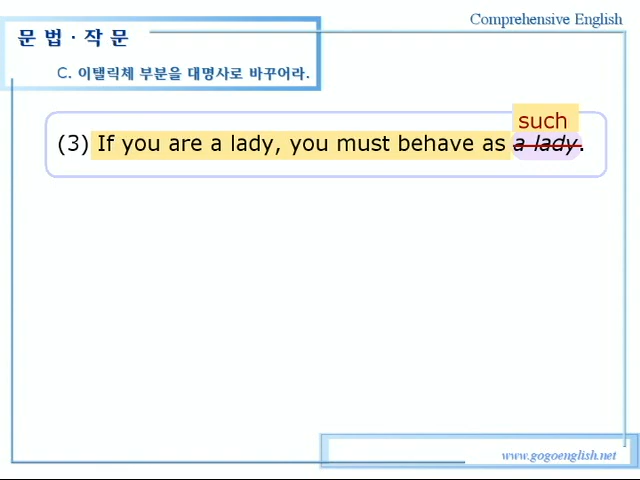 Comprehensive English
문 법 · 작 문
C. 이탤릭체 부분을 대명사로 바꾸어라.
such
(3) If you are a lady, you must behave as a lady.
www.gogoenglish.net